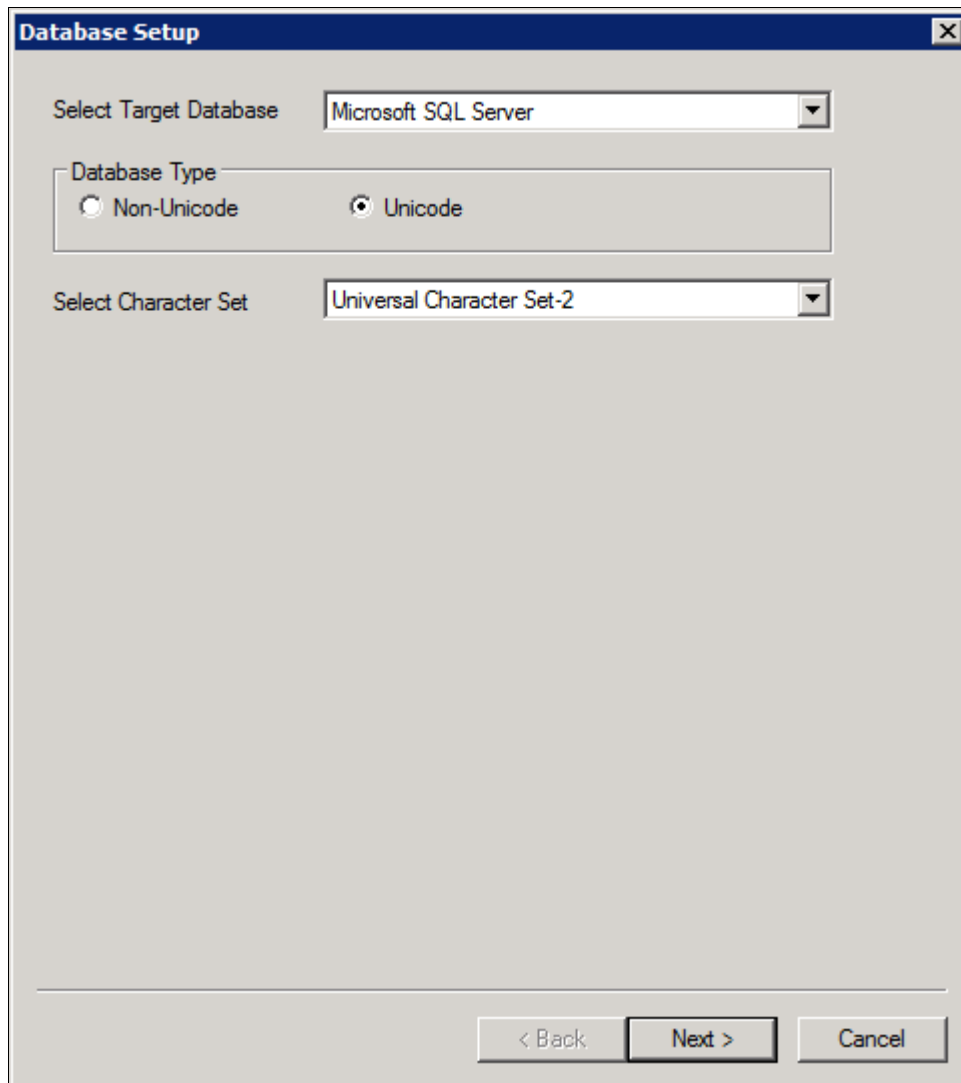 Database Setup
Select Target Database Microsoft SQL Server
Database Type
Non-Unicode Unicode
Select Character Set Universal Character Set-2
< Back Next > Cancel